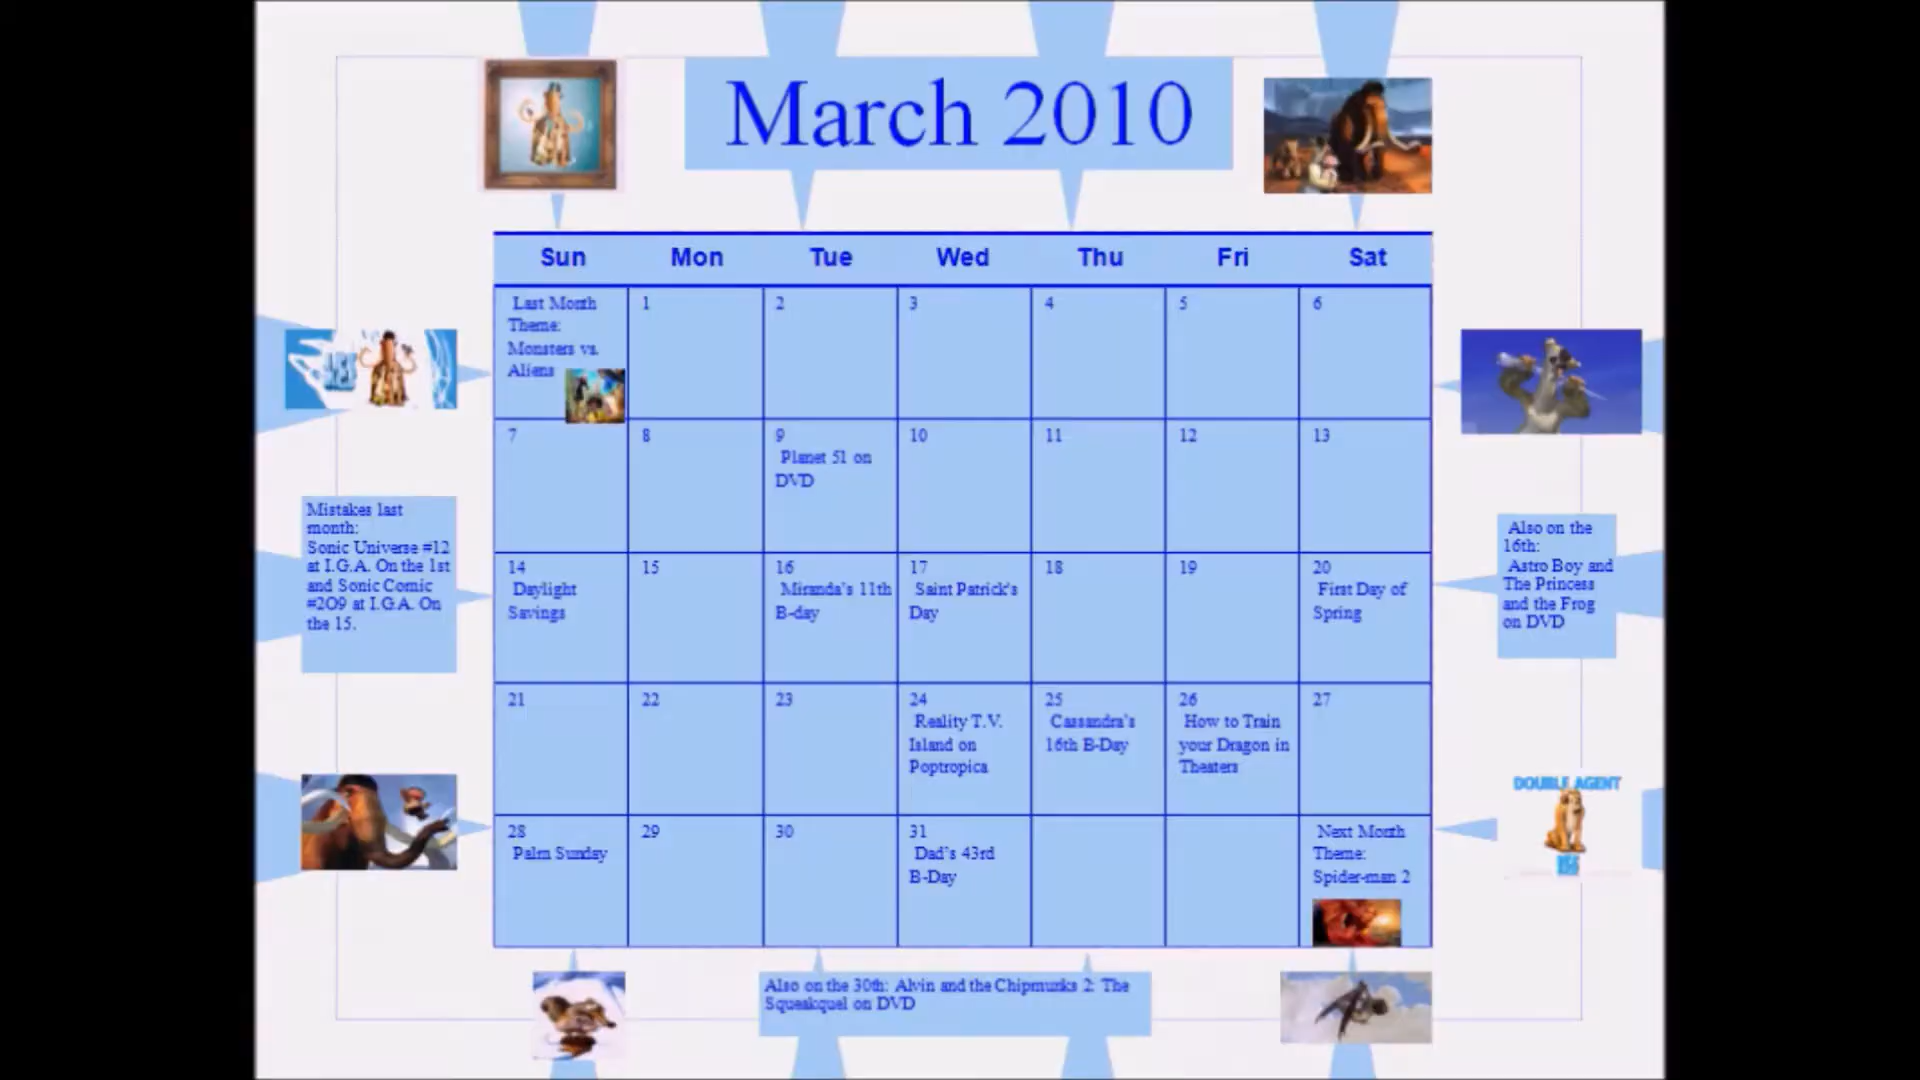 March 2010
Sun Mon Tue Wed Thu Fri Sat
Last Month
Theme:
Monsters vs.
Aliens
1
2
3
4
5
6
7
8
9
Planet 51 on
DVD
10
11
12
13
Mistakes last
month:
Sonic Universe #12
at I.G.A. On the 1st
and Sonic Comic
#2O9 at I.G.A. On
the 15.
14
Daylight
Savings
15
16
Miranda's 11th
B-day
17
Saint Patrick's
Day
18
19
20
First Day of
Spring
Also on the
16th:
Astro Boy and
The Princess
and the Frog
on DVD
21
22
23
24
Reality T.V.
Island on
Poptropica
25
Cassandra's
16th B-Day
26
How to Train
your Dragon in
Theaters
27
DOUBLE AGENT
28
Palm Sunday
29
30
31
Dad's 43rd
B-Day
Next Month
Theme:
Spider-man 2
Also on the 30th: Alvin and the Chipmunks 2: The
Squeakquel on DVD